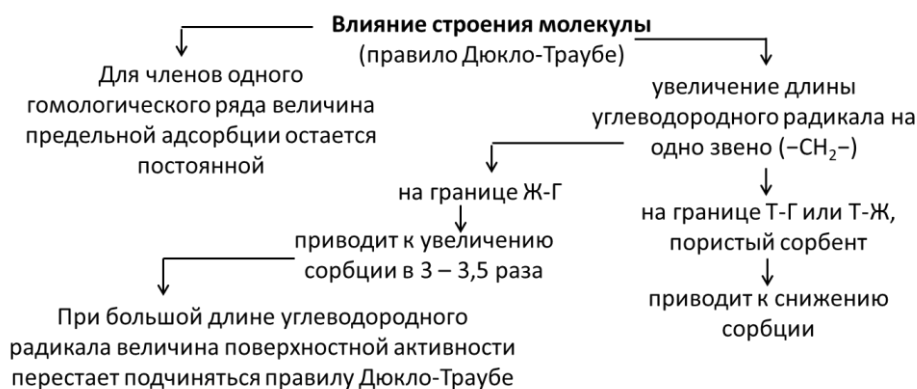 Влияние строения молекулы
(правило Дюкло-Траубе)
Для членов одного
гомологического ряда величина
предельной адсорбции остается
постоянной
увеличение длины
углеводородного радикала на
одно звено (−CH₂−)
на границе Ж-Г
приводит к увеличению
сорбции в 3 – 3,5 раза
При большой длине углеводородного
радикала величина поверхностной активности
перестает подчиняться правилу Дюкло-Траубе
на границе Т-Г или Т-Ж,
пористый сорбент
приводит к снижению
сорбции